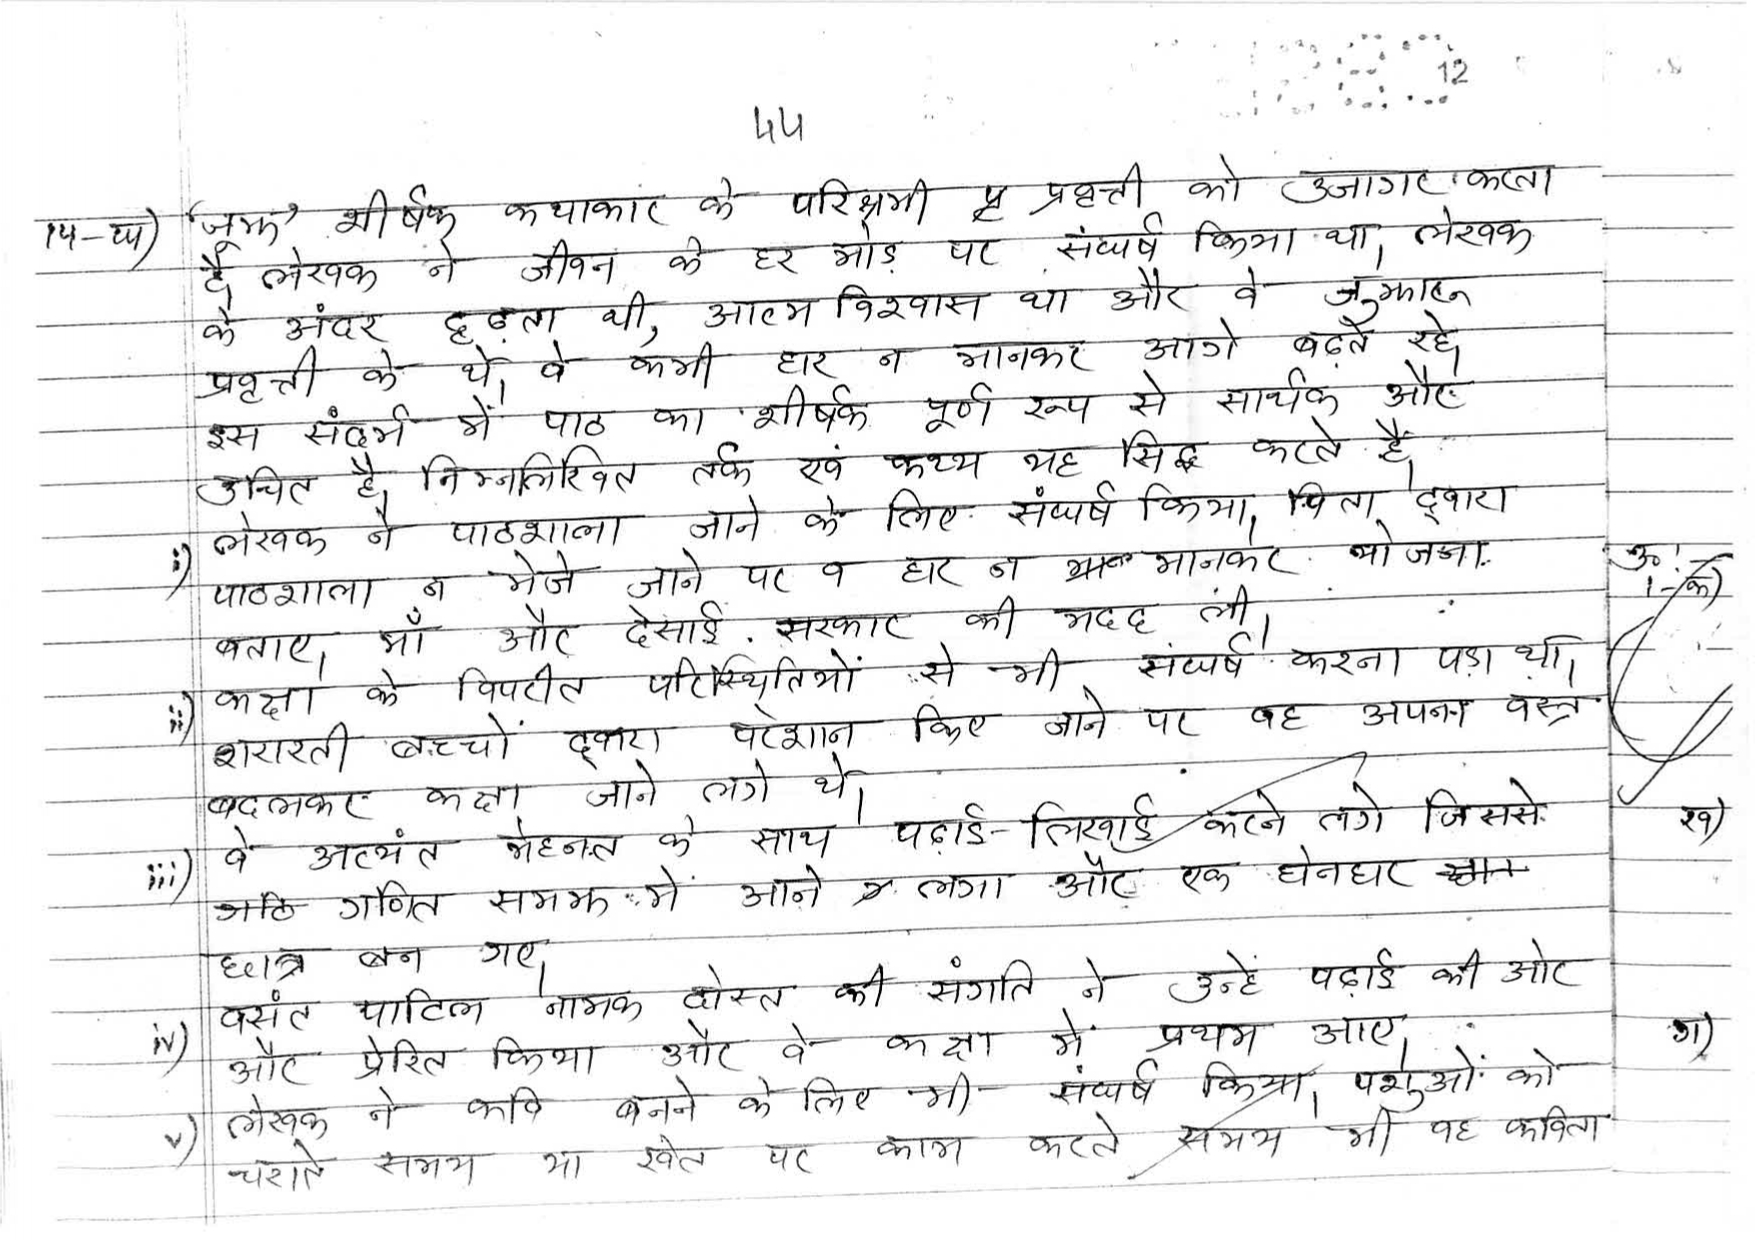 12
44
14-घ) 'जूझ' शीर्षक कथाकार के परिश्रमी प्रवृत्ती को उजागर करता
है। लेखक ने जीवन के हर मोड़ पर संघर्ष किया था। लेखक
के अंदर दृढ़ता थी, आत्म विश्वास था और वे जुझारू
प्रवृत्ती के थे। वे कभी हार न मानकर आगे बढ़ते रहे।
इस संदर्भ में पाठ का शीर्षक पूर्ण रूप से सार्थक और
उचित है। निम्नलिखित तर्क एवं कथ्य यह सिद्ध करते हैं।
i) लेखक ने पाठशाला जाने के लिए संघर्ष किया। पिता द्वारा
पाठशाला न भेजे जाने पर व हार न मानकर योजना
बनाए। माँ और देसाई सरकार की मदद ली।
ii) कक्षा के विपरीत परिस्थितियों से भी संघर्ष करना पड़ा था।
शरारती बच्चों द्वारा परेशान किए जाने पर वह अपना वस्त्र
बदलकर कक्षा जाने लगे थे।
iii) वे अत्यंत मेहनत के साथ पढ़ाई-लिखाई करने लगे जिससे
गणित समझ में आने लगा और एक होनहार
छात्र बन गए।
iv) वसंत पाटिल नामक दोस्त की संगति ने उन्हें पढ़ाई की ओर
और प्रेरित किया और वे कक्षा में प्रथम आए।
v) लेखक ने कवि बनने के लिए भी संघर्ष किया। पशुओं को
चराते समय या खेत पर काम करते समय भी वह कविता
उ:
1-क)
ख)
ग)